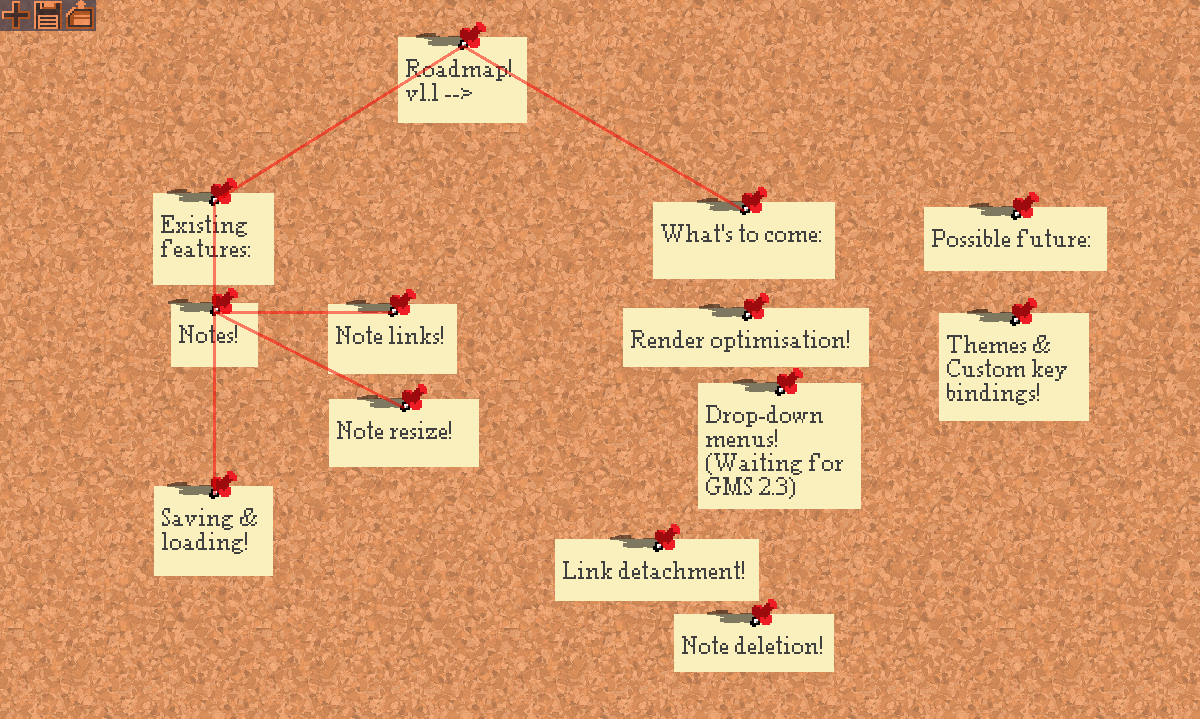 Roadmap!
v1.1 -->
Existing
features:
What's to come:
Possible future:
Notes!
Note links!
Render optimisation!
Themes &
Custom key
bindings!
Note resize!
Drop-down
menus!
(Waiting for
GMS 2.3)
Saving &
loading!
Link detachment!
Note deletion!